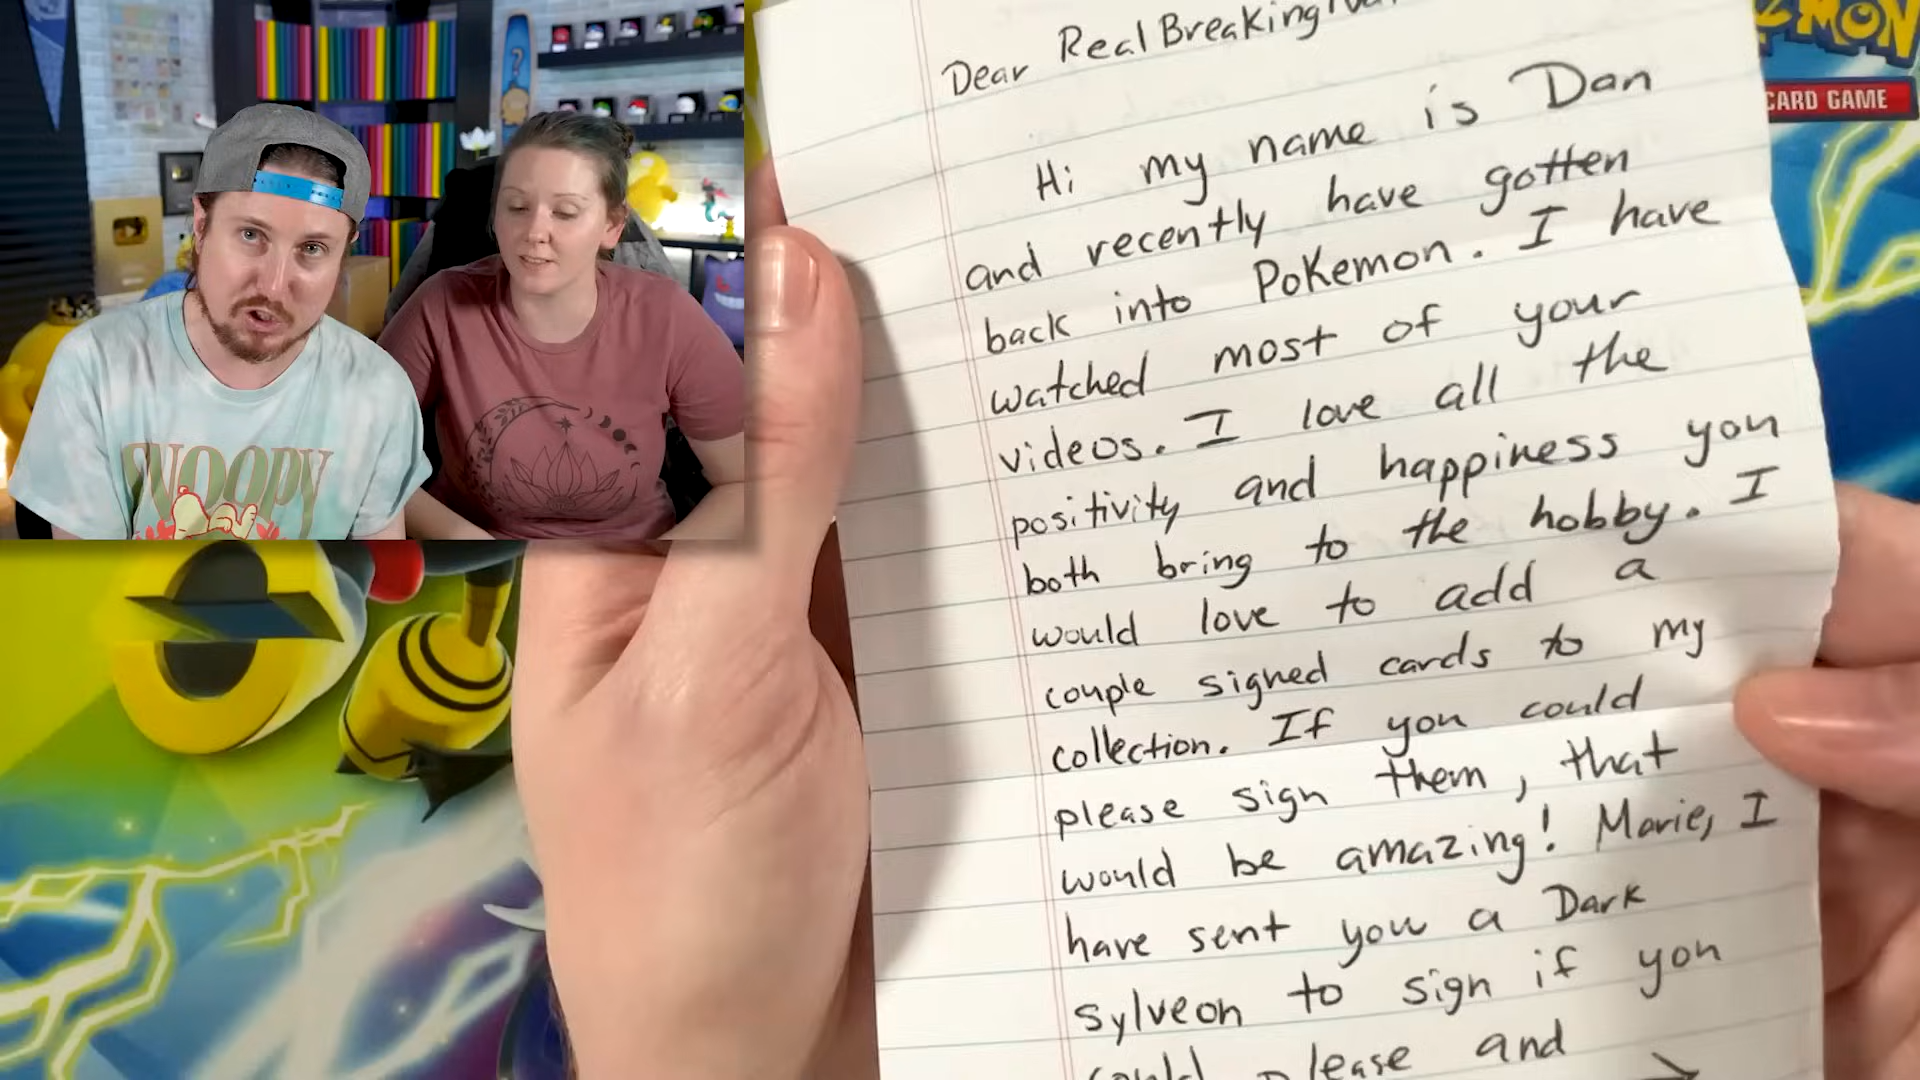 Dear RealBreaking
Hi my name is Dan
and recently have gotten
back into Pokemon. I have
watched most of your
videos. I love all the
positivity and happiness you
both bring to the hobby. I
would love to add a
couple signed cards to my
collection. If you could
please sign them, that
would be amazing! Marie, I
have sent you a Dark
sylveon to sign if you
could please and
SNOOPY
CARD GAME